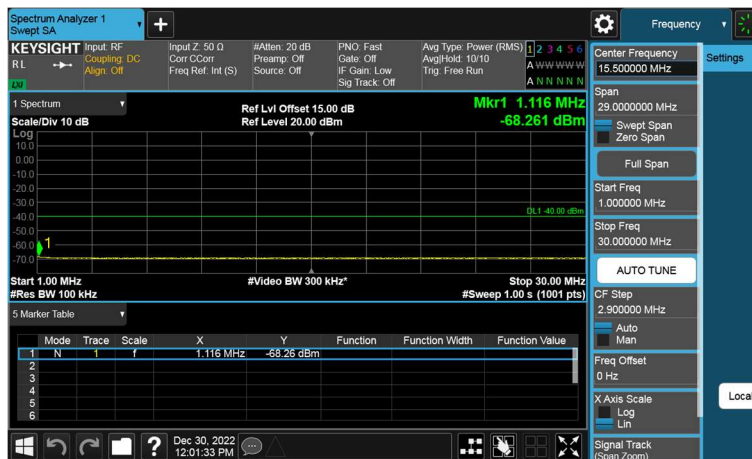 Spectrum Analyzer 1
Swept SA
Frequency
KEYSIGHT
RL
LXI
Input: RF
Coupling: DC
Align: Off
Input Z: 50 Ω
Corr CCorr
Freq Ref: Int (S)
#Atten: 20 dB
Preamp: Off
Source: Off
PNO: Fast
Gate: Off
IF Gain: Low
Sig Track: Off
Avg Type: Power (RMS)
Avg|Hold: 10/10
Trig: Free Run
1 2 3 4 5 6
A W W W W W
A N N N N N
1 Spectrum
Scale/Div 10 dB
Ref Lvl Offset 15.00 dB
Ref Level 20.00 dBm
Mkr1 1.116 MHz
-68.261 dBm
Log
10.0
0.00
-10.0
-20.0
-30.0
-40.0
-50.0
-60.0
-70.0
DL1 -40.00 dBm
1
Start 1.00 MHz
#Res BW 100 kHz
#Video BW 300 kHz*
Stop 30.00 MHz
#Sweep 1.00 s (1001 pts)
5 Marker Table
Mode Trace Scale X Y Function Function Width Function Value
1 N 1 f 1.116 MHz -68.26 dBm
2
3
4
5
6
Dec 30, 2022
12:01:33 PM
Center Frequency
15.500000 MHz
Settings
Span
29.0000000 MHz
Swept Span
Zero Span
Full Span
Start Freq
1.000000 MHz
Stop Freq
30.000000 MHz
AUTO TUNE
CF Step
2.900000 MHz
Auto
Man
Freq Offset
0 Hz
X Axis Scale
Log
Lin
Local
Signal Track
(Span Zoom)